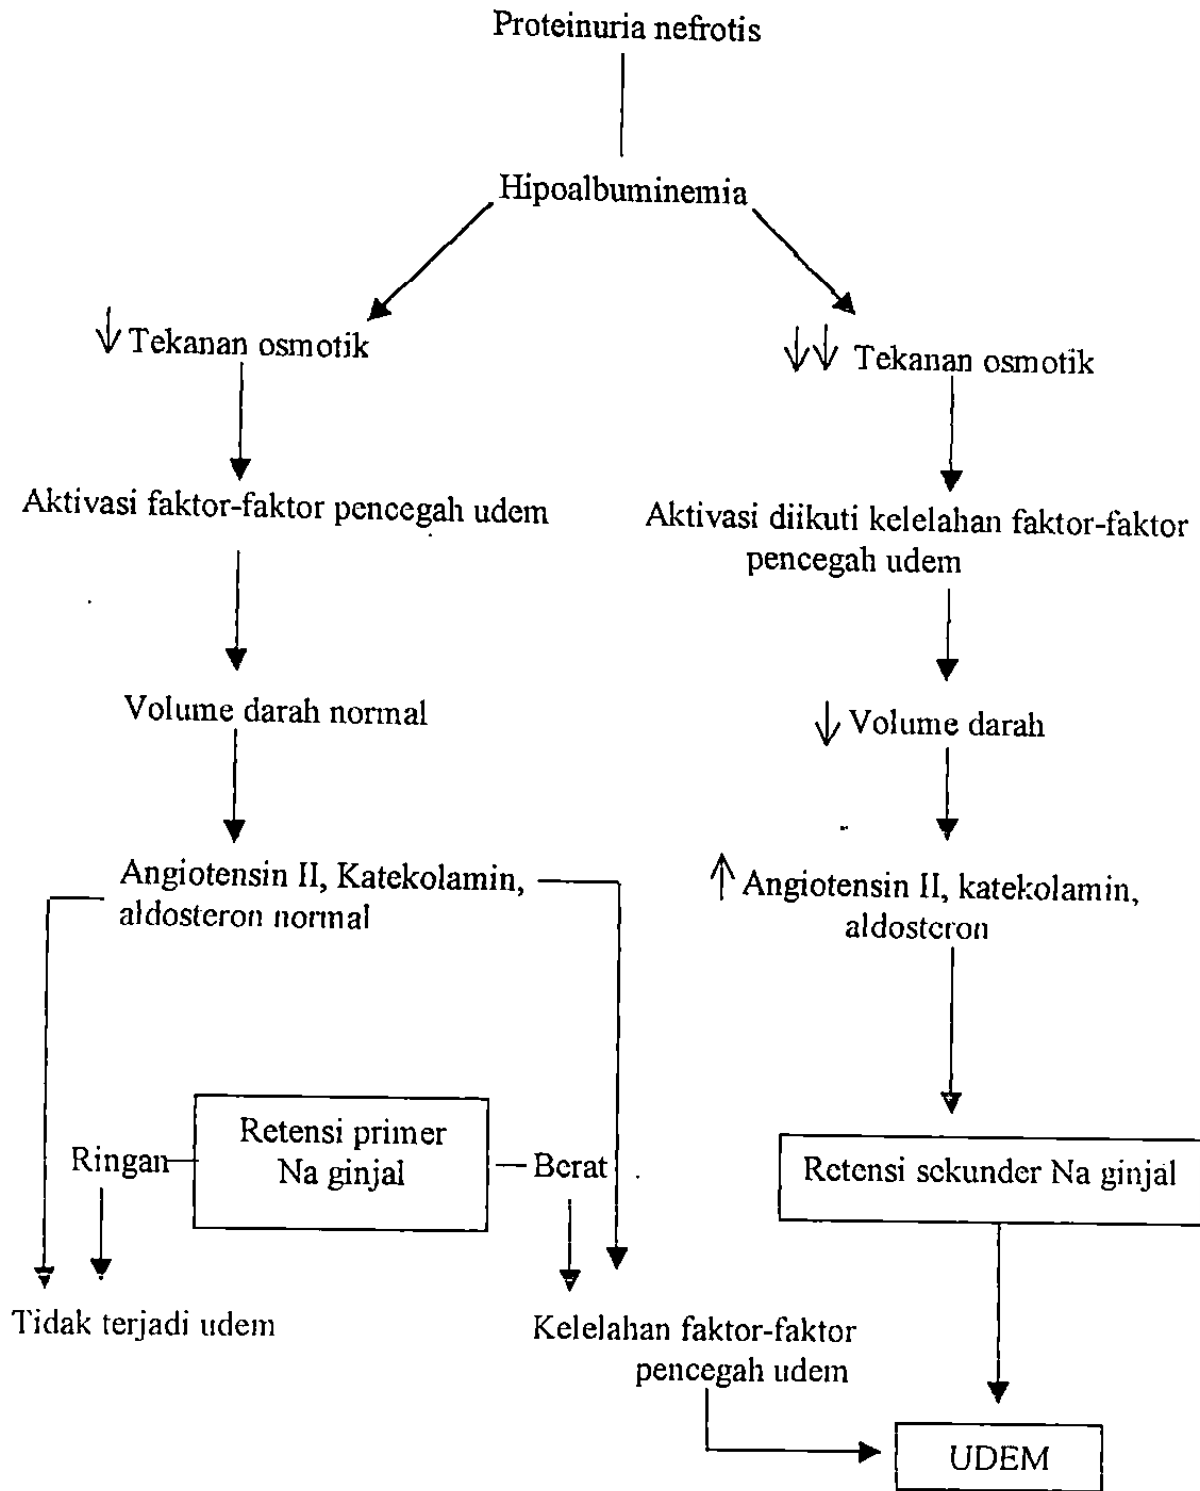 Proteinuria nefrotis
Hipoalbuminemia
↓ Tekanan osmotik
↓↓ Tekanan osmotik
Aktivasi faktor-faktor pencegah udem
Aktivasi diikuti kelelahan faktor-faktor
pencegah udem
Volume darah normal
↓ Volume darah
Angiotensin II, Katekolamin,
aldosteron normal
↑ Angiotensin II, katekolamin,
aldosteron
Ringan
Retensi primer
Na ginjal
Berat
Retensi sekunder Na ginjal
Tidak terjadi udem
Kelelahan faktor-faktor
pencegah udem
UDEM